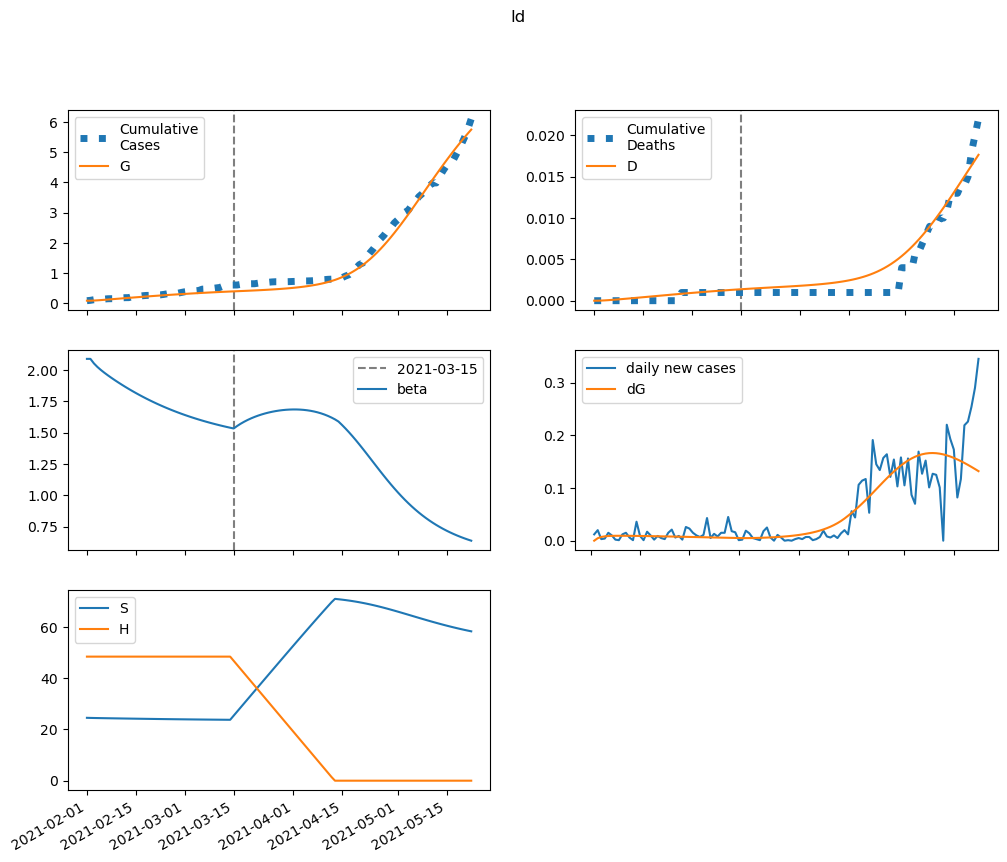 ld
Cumulative
Cases
G
6
5
4
3
2
1
0
Cumulative
Deaths
D
0.020
0.015
0.010
0.005
0.000
2021-03-15
beta
2.00
1.75
1.50
1.25
1.00
0.75
daily new cases
dG
0.3
0.2
0.1
0.0
S
H
60
40
20
0
2021-02-01
2021-02-15
2021-03-01
2021-03-15
2021-04-01
2021-04-15
2021-05-01
2021-05-15